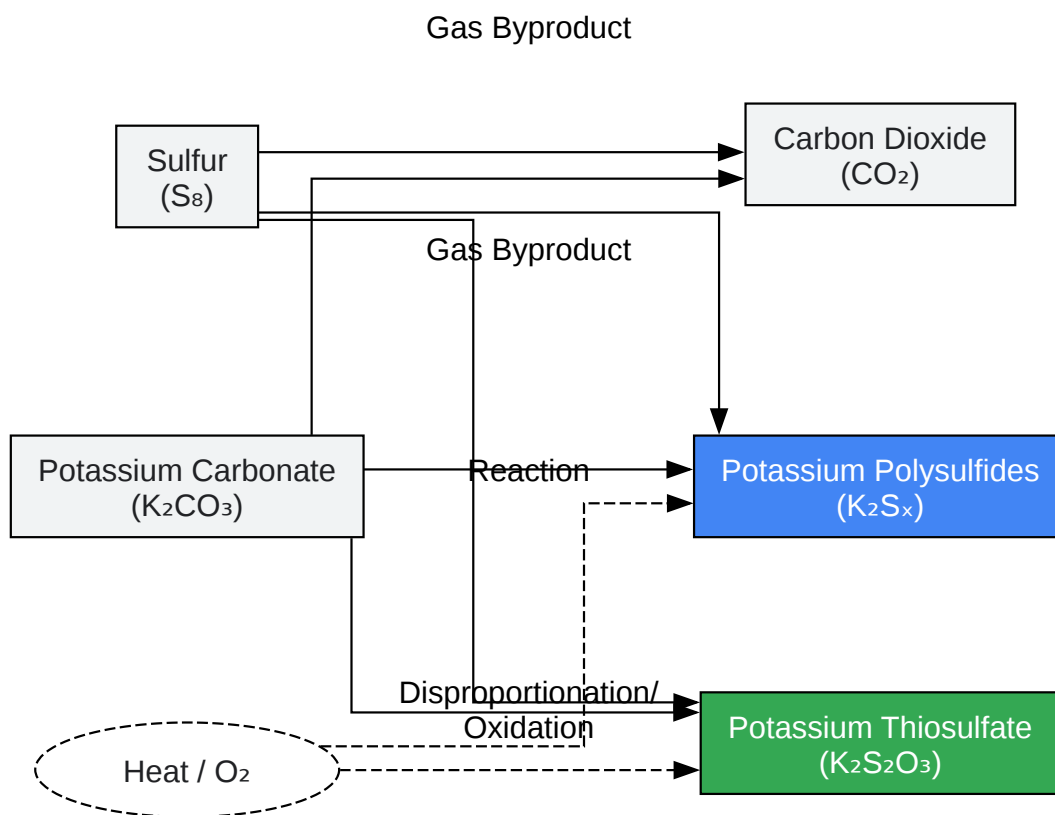 Gas Byproduct
Sulfur
(S₈)
Carbon Dioxide
(CO₂)
Gas Byproduct
Potassium Carbonate
(K₂CO₃)
Reaction
Potassium Polysulfides
(K₂Sₓ)
Disproportionation/
Oxidation
Heat / O₂
Potassium Thiosulfate
(K₂S₂O₃)